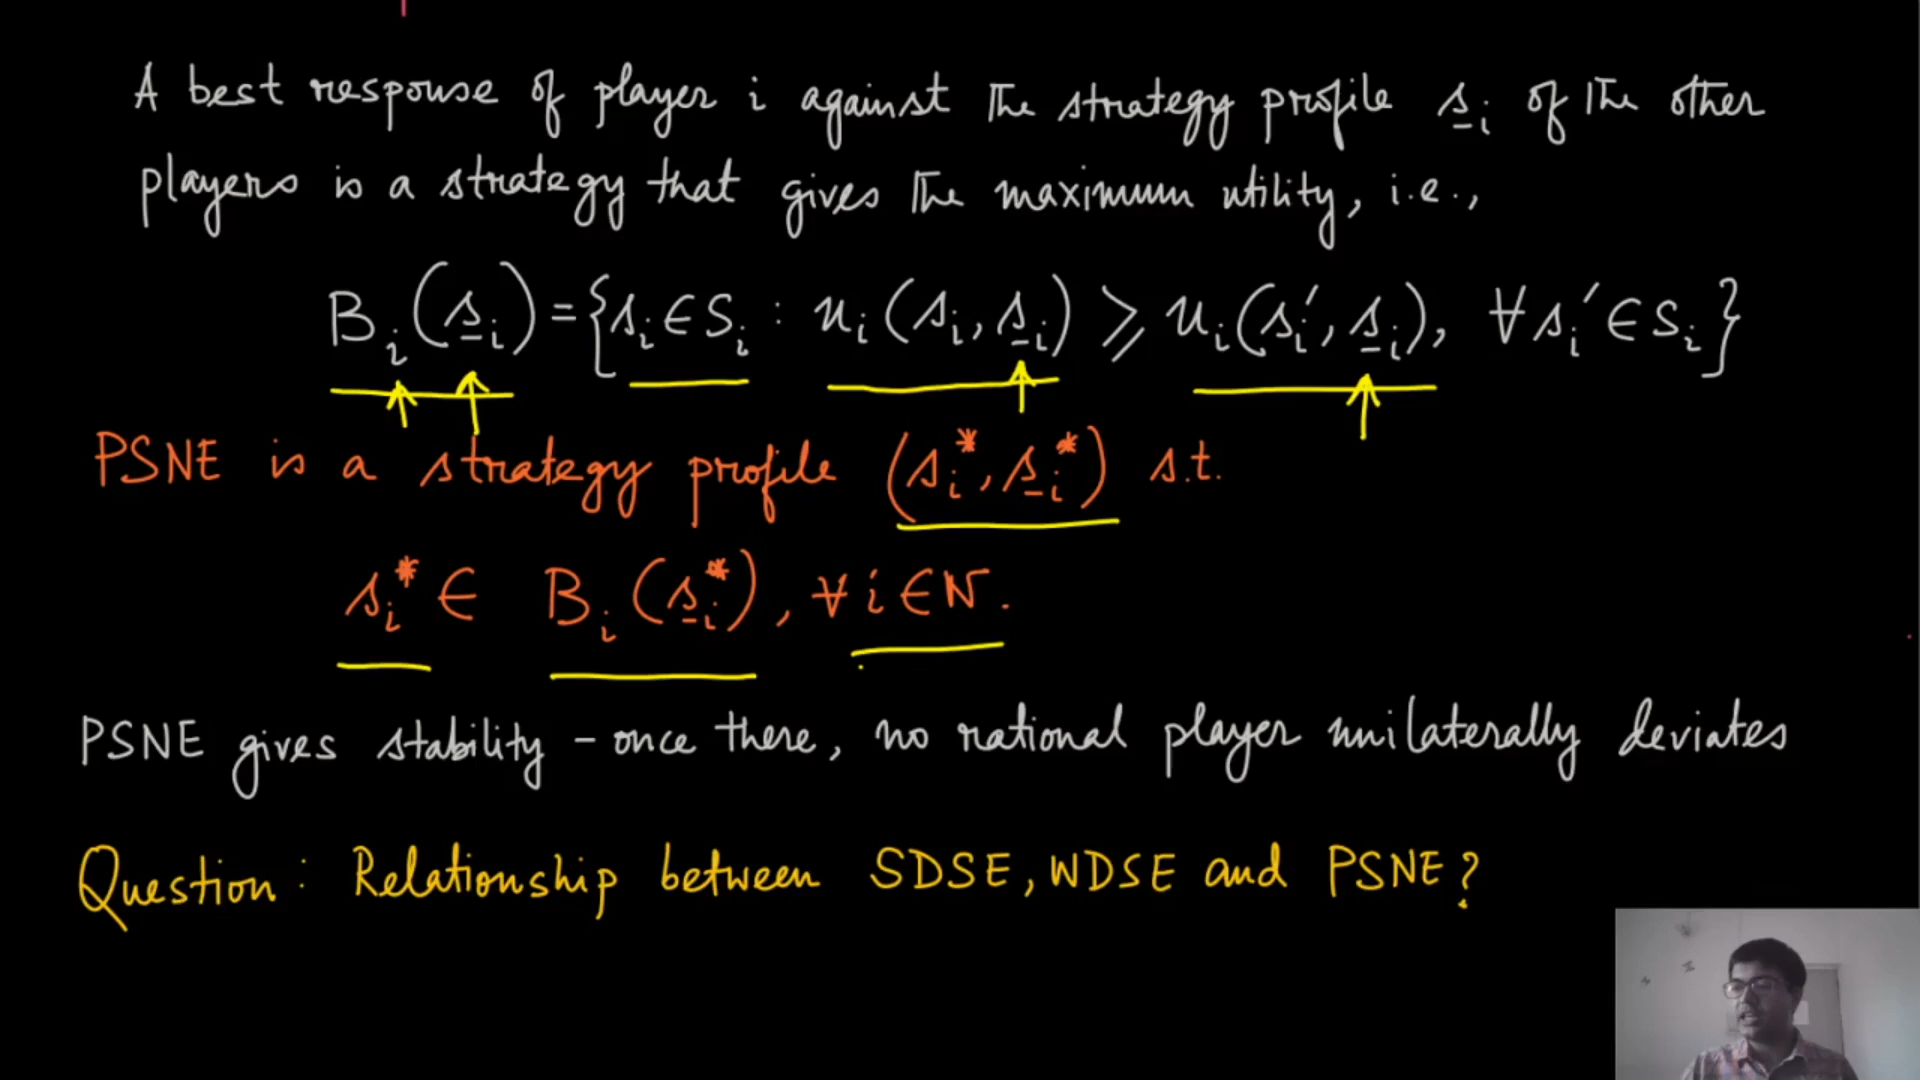 A best response of player i against the strategy profile s_{-i} of the other
players is a strategy that gives the maximum utility, i.e.,
B_i(s_{-i}) = {s_i ∈ S_i : u_i(s_i, s_{-i}) ⩾ u_i(s_i', s_{-i}), ∀ s_i' ∈ S_i}
PSNE is a strategy profile (s_i^*, s_{-i}^*) s.t.
s_i^* ∈ B_i(s_{-i}^*), ∀ i ∈ N.
PSNE gives stability - once there, no rational player unilaterally deviates
Question: Relationship between SDSE, WDSE and PSNE?